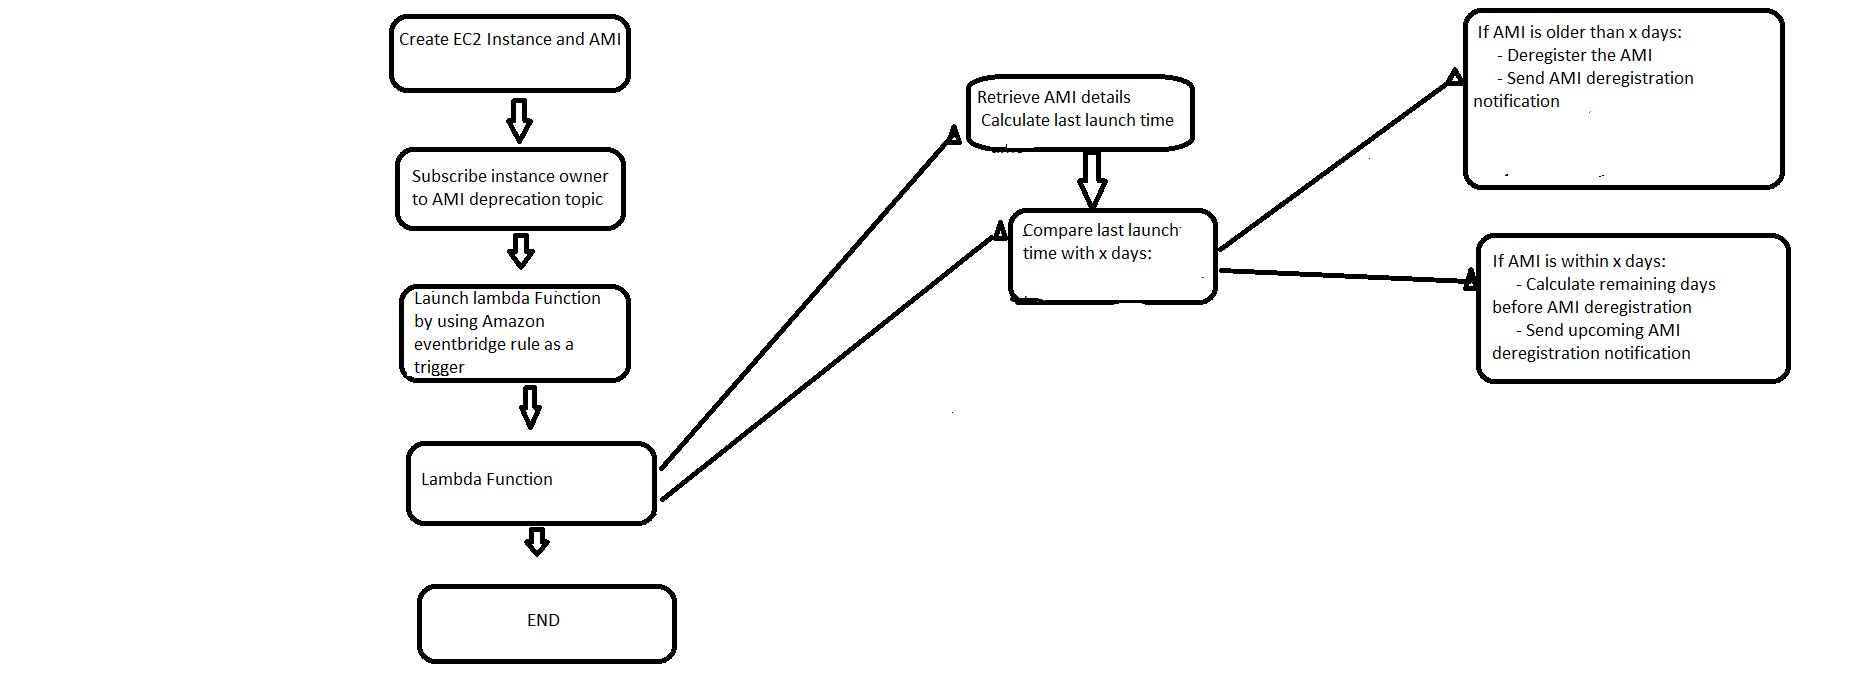 Create EC2 Instance and AMI
Subscribe instance owner
to AMI deprecation topic
Launch lambda Function
by using Amazon
eventbridge rule as a
trigger
Lambda Function
END
Retrieve AMI details
Calculate last launch time
Compare last launch
time with x days:
If AMI is older than x days:
- Deregister the AMI
- Send AMI deregistration
notification
If AMI is within x days:
- Calculate remaining days
before AMI deregistration
- Send upcoming AMI
deregistration notification